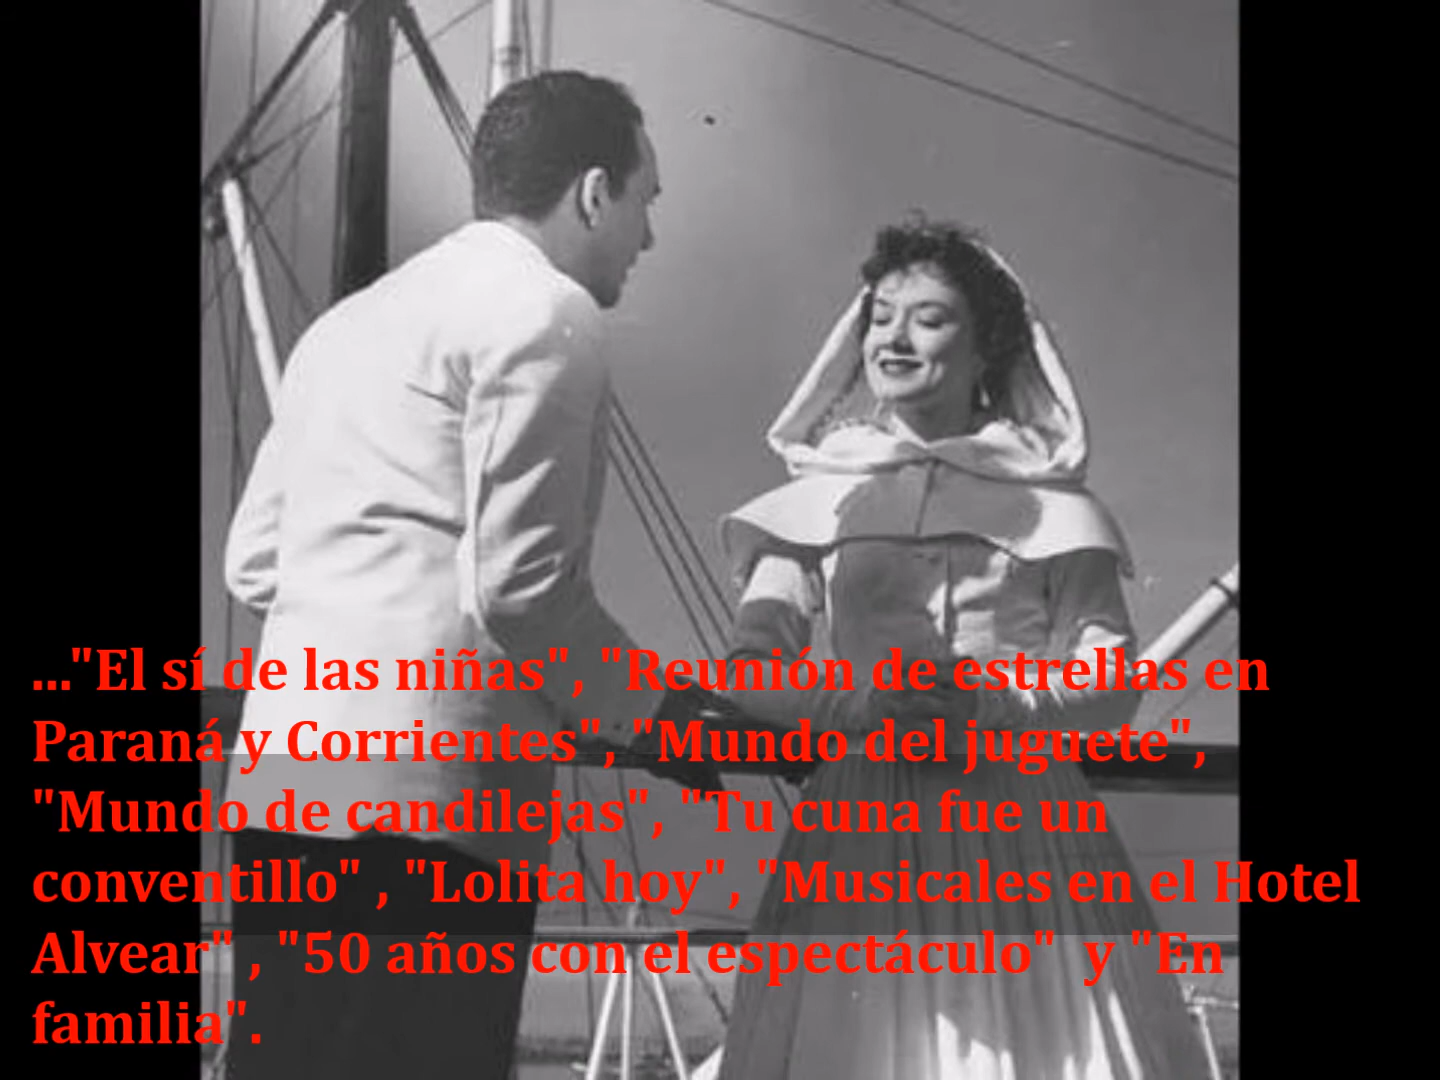 ..."El sí de las niñas", "Reunión de estrellas en
Paraná y Corrientes", "Mundo del juguete",
"Mundo de candilejas", "Tu cuna fue un
conventillo" , "Lolita hoy", "Musicales en el Hotel
Alvear" , "50 años con el espectáculo"  y "En
familia".